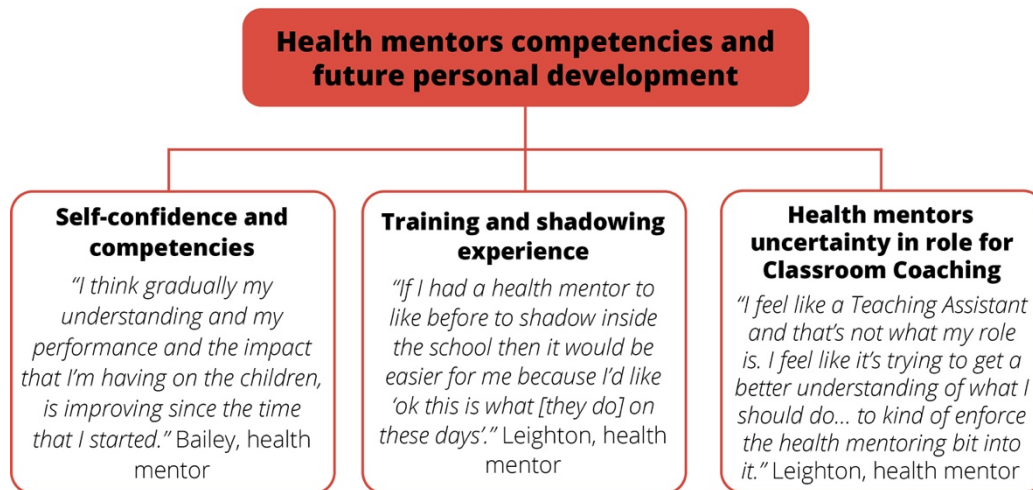 Health mentors competencies and
future personal development
Self-confidence and
competencies
“I think gradually my
understanding and my
performance and the impact
that I’m having on the children,
is improving since the time
that I started.” Bailey, health
mentor
Training and shadowing
experience
“If I had a health mentor to
like before to shadow inside
the school then it would be
easier for me because I’d like
‘ok this is what [they do] on
these days’.” Leighton, health
mentor
Health mentors
uncertainty in role for
Classroom Coaching
“I feel like a Teaching Assistant
and that’s not what my role
is. I feel like it’s trying to get a
better understanding of what I
should do... to kind of enforce
the health mentoring bit into
it.” Leighton, health mentor